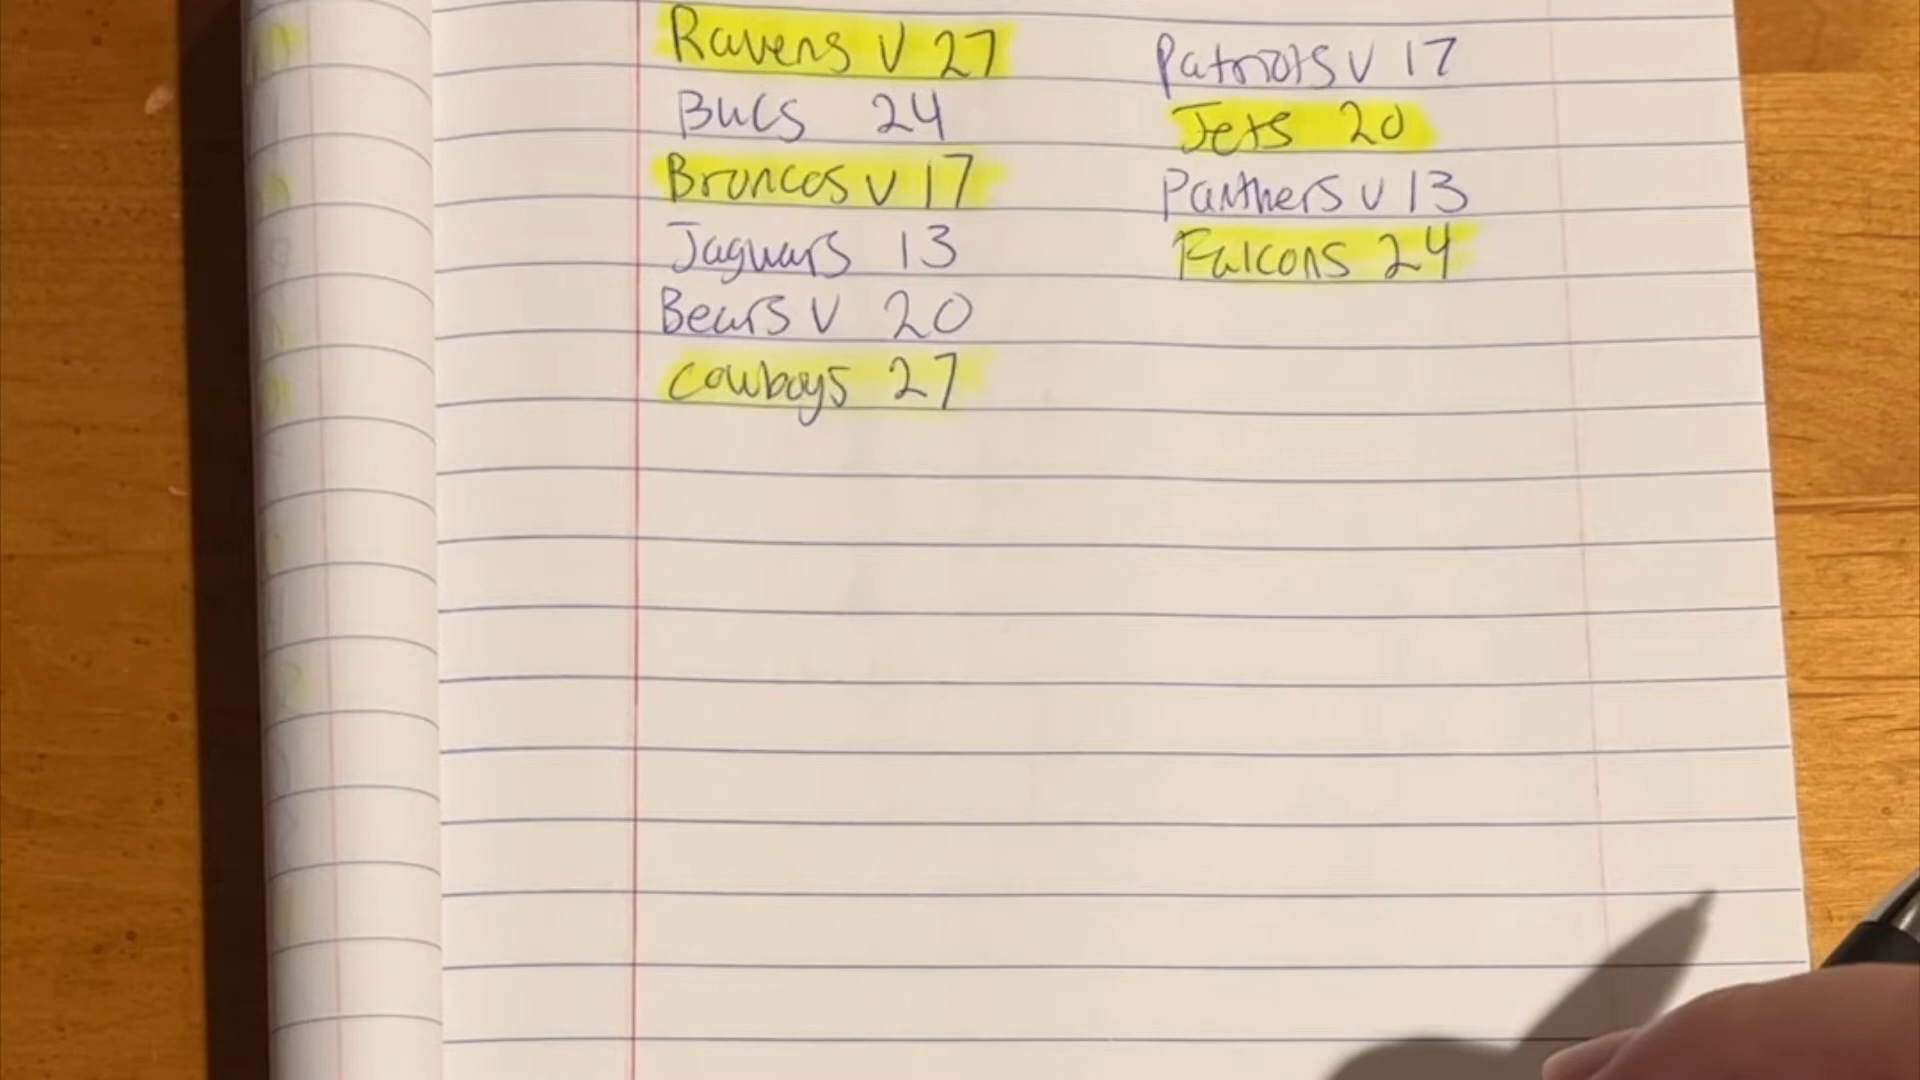 Ravens v 27
Bucs 24
Broncos v 17
Jaguars 13
Bears v 20
Cowboys 27
Patriots v 17
Jets 20
Panthers v 13
Falcons 24